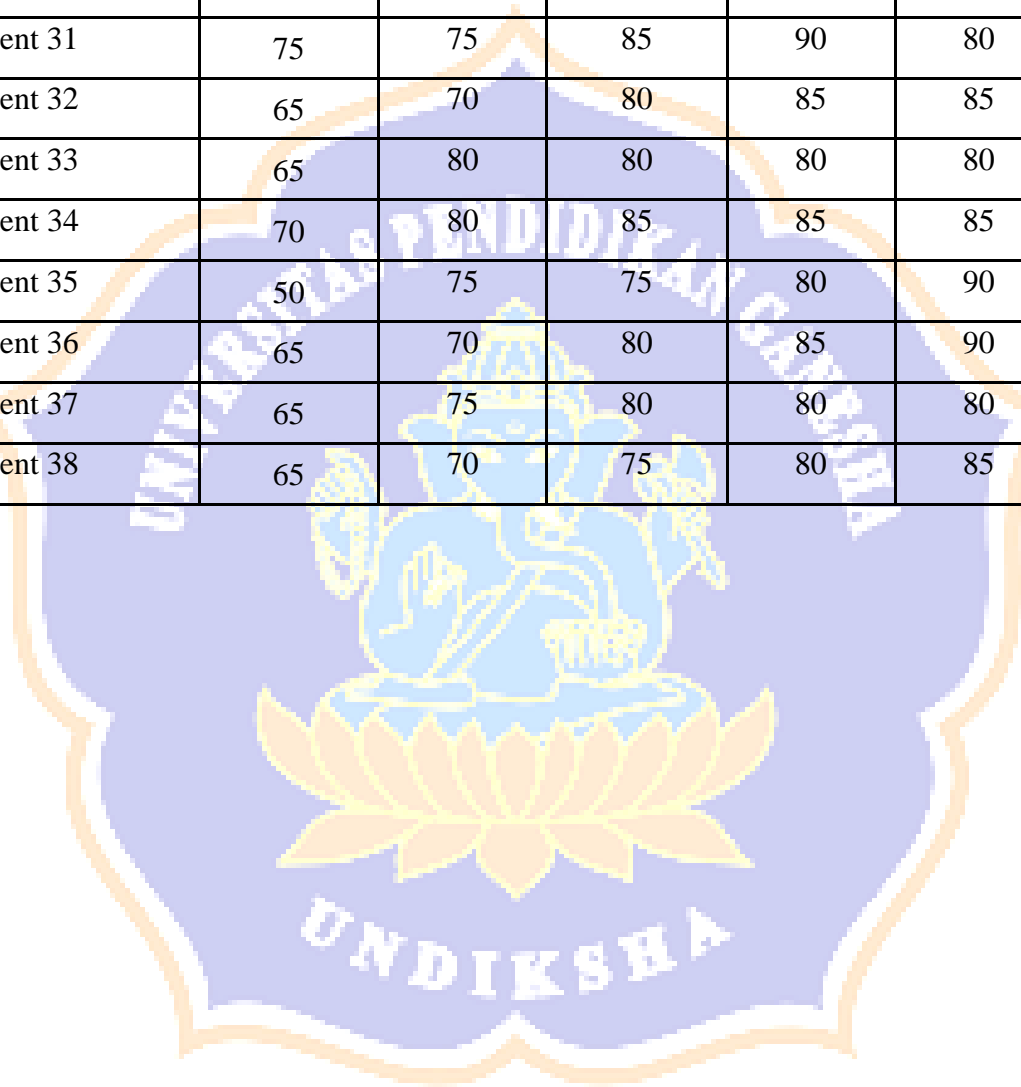 ent 31 75 75 85 90 80
ent 32 65 70 80 85 85
ent 33 65 80 80 80 80
ent 34 70 80 85 85 85
ent 35 50 75 75 80 90
ent 36 65 70 80 85 90
ent 37 65 75 80 80 80
ent 38 65 70 75 80 85
UNIVERSITAS PENDIDIKAN GANESHA
UNDIKSHA